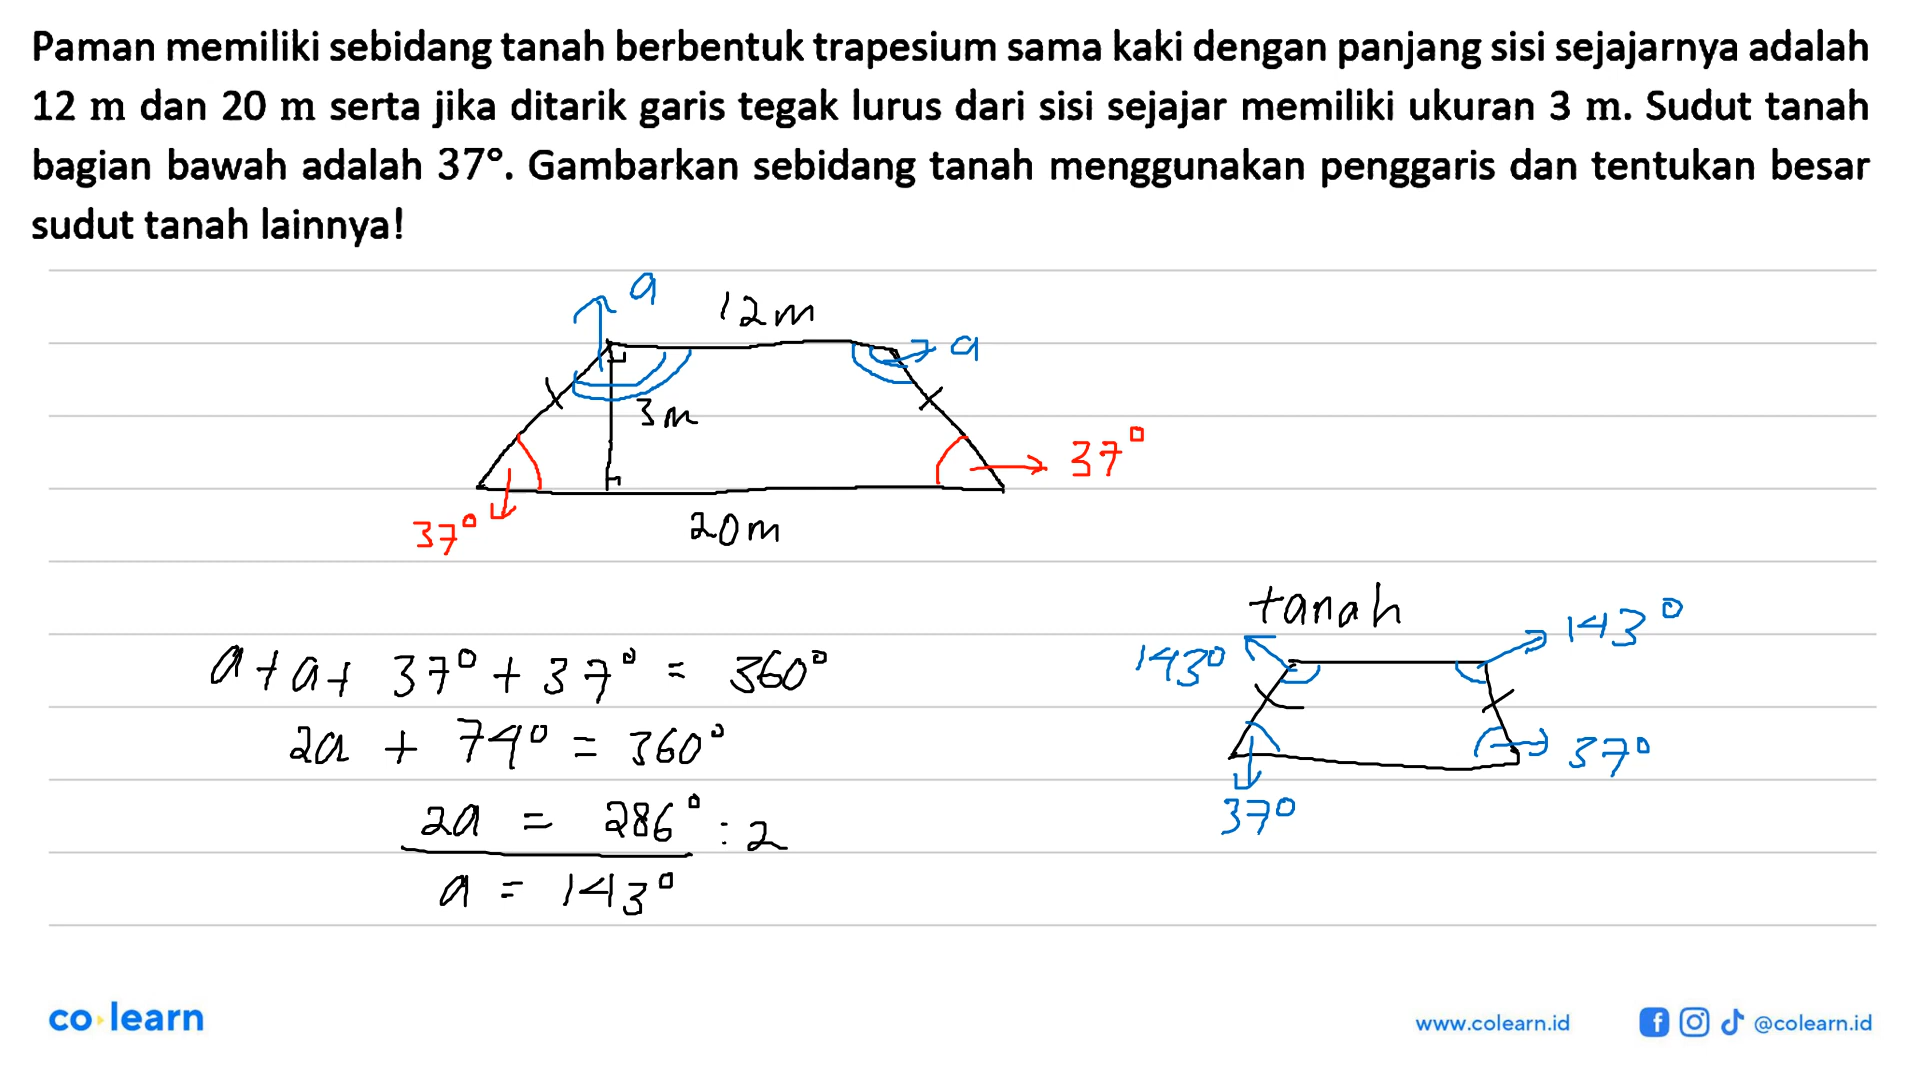 Paman memiliki sebidang tanah berbentuk trapesium sama kaki dengan panjang sisi sejajarnya adalah
12 m dan 20 m serta jika ditarik garis tegak lurus dari sisi sejajar memiliki ukuran 3 m. Sudut tanah
bagian bawah adalah 37°. Gambarkan sebidang tanah menggunakan penggaris dan tentukan besar
sudut tanah lainnya!
a
12 m
a
3 m
37°
37°
20 m
tanah
143°
143°
37°
37°
a + a + 37° + 37° = 360°
2a + 74° = 360°
2a = 286° : 2
a = 143°
co learn
www.colearn.id
@colearn.id